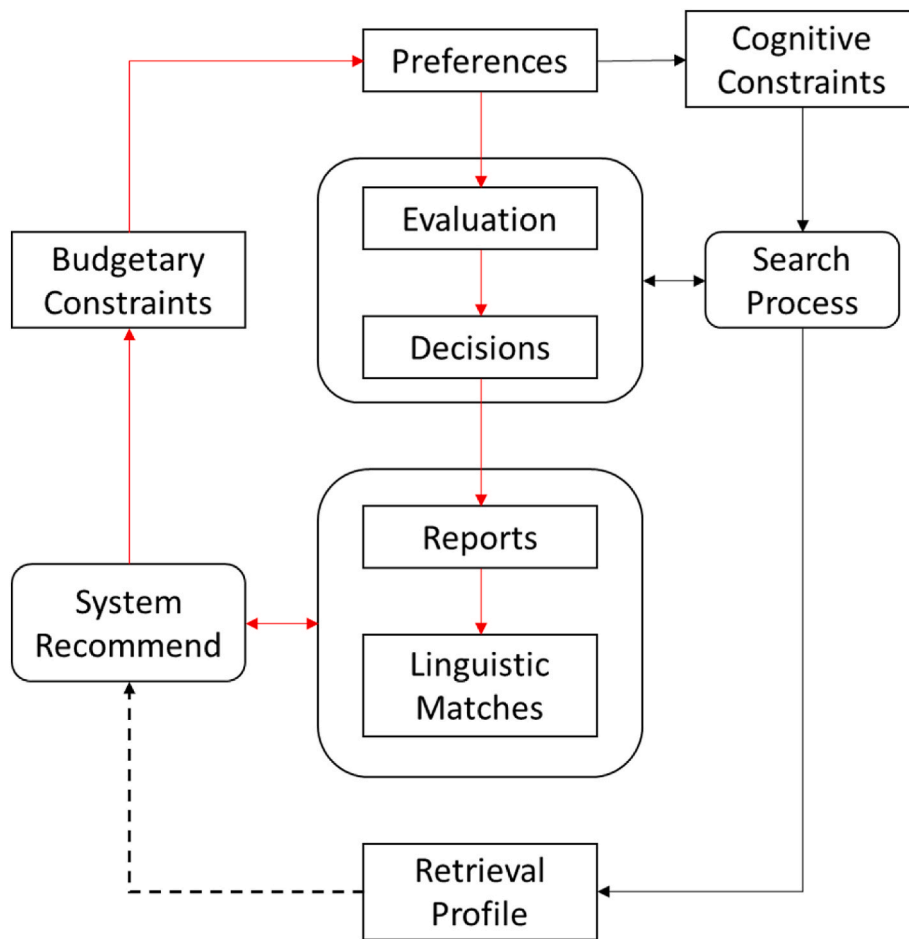 Preferences
Cognitive
Constraints
Evaluation
Budgetary
Constraints
Search
Process
Decisions
Reports
System
Recommend
Linguistic
Matches
Retrieval
Profile